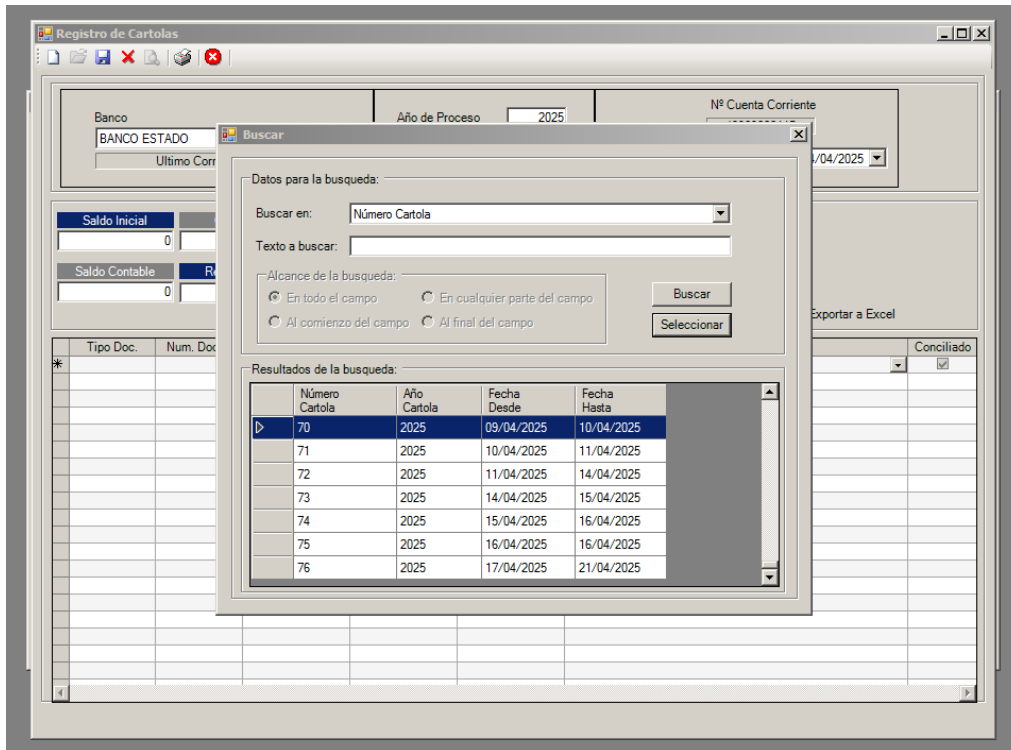 Registro de Cartolas
Banco
Año de Proceso 2025
Nº Cuenta Corriente
BANCO ESTADO
Ultimo Corr
/04/2025
Buscar
Datos para la busqueda:
Buscar en: Número Cartola
Texto a buscar:
Alcance de la busqueda:
En todo el campo En cualquier parte del campo
Al comienzo del campo Al final del campo
Buscar
Seleccionar
Saldo Inicial
0
Saldo Contable
0
Exportar a Excel
Tipo Doc. Num. Doc Conciliado
Resultados de la busqueda:
Número Cartola Año Cartola Fecha Desde Fecha Hasta
70 2025 09/04/2025 10/04/2025
71 2025 10/04/2025 11/04/2025
72 2025 11/04/2025 14/04/2025
73 2025 14/04/2025 15/04/2025
74 2025 15/04/2025 16/04/2025
75 2025 16/04/2025 16/04/2025
76 2025 17/04/2025 21/04/2025